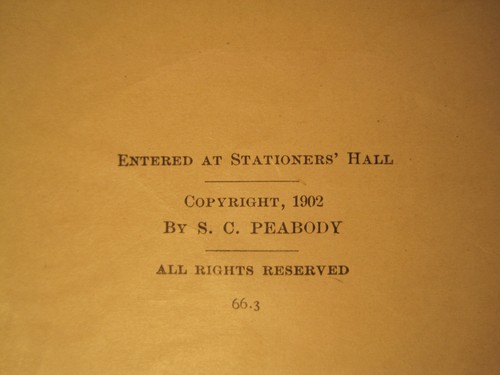 ENTERED AT STATIONERS' HALL
COPYRIGHT, 1902
BY S. C. PEABODY
ALL RIGHTS RESERVED
66.3